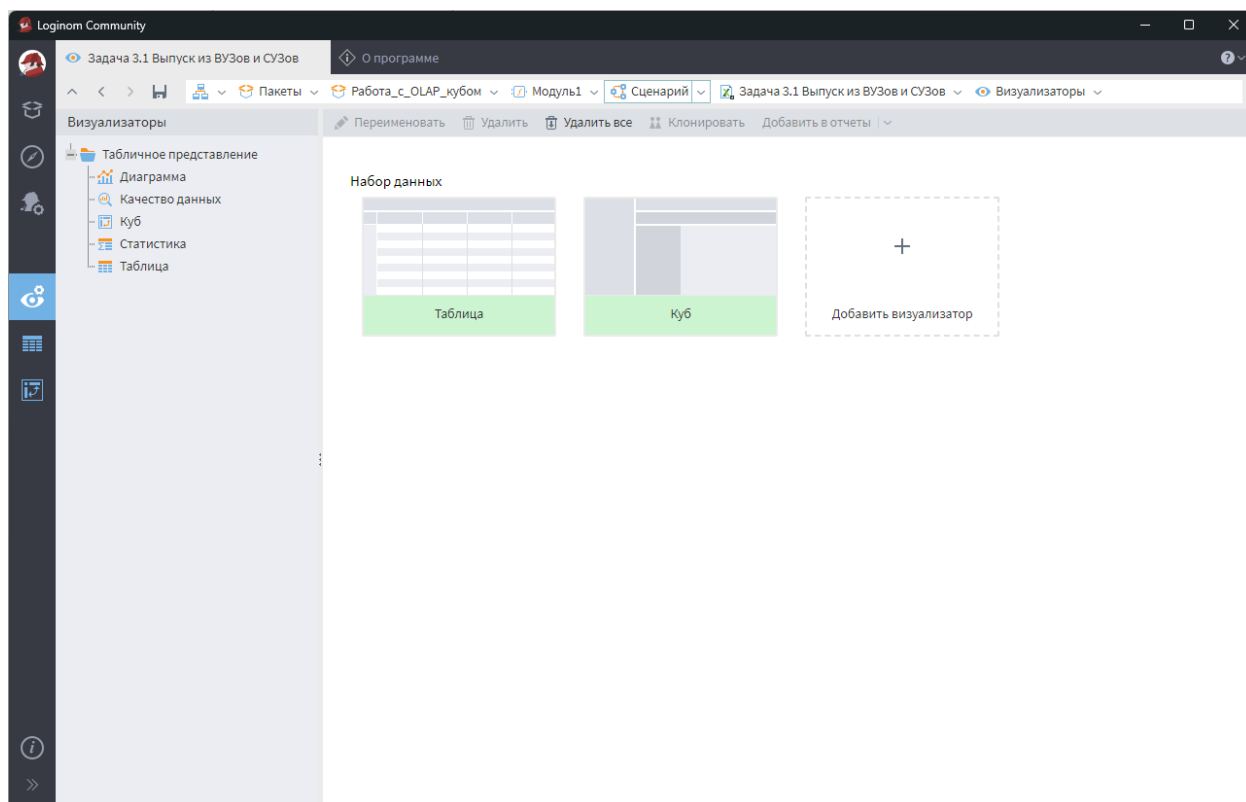 Loginom Community
Задача 3.1 Выпуск из ВУЗов и СУЗов
О программе
Пакеты Работа_с_OLAP_кубом Модуль1 Сценарий Задача 3.1 Выпуск из ВУЗов и СУЗов Визуализаторы
Визуализаторы
Переименовать Удалить Удалить все Клонировать Добавить в отчеты
Табличное представление
Диаграмма
Качество данных
Куб
Статистика
Таблица
Набор данных
Таблица
Куб
Добавить визуализатор